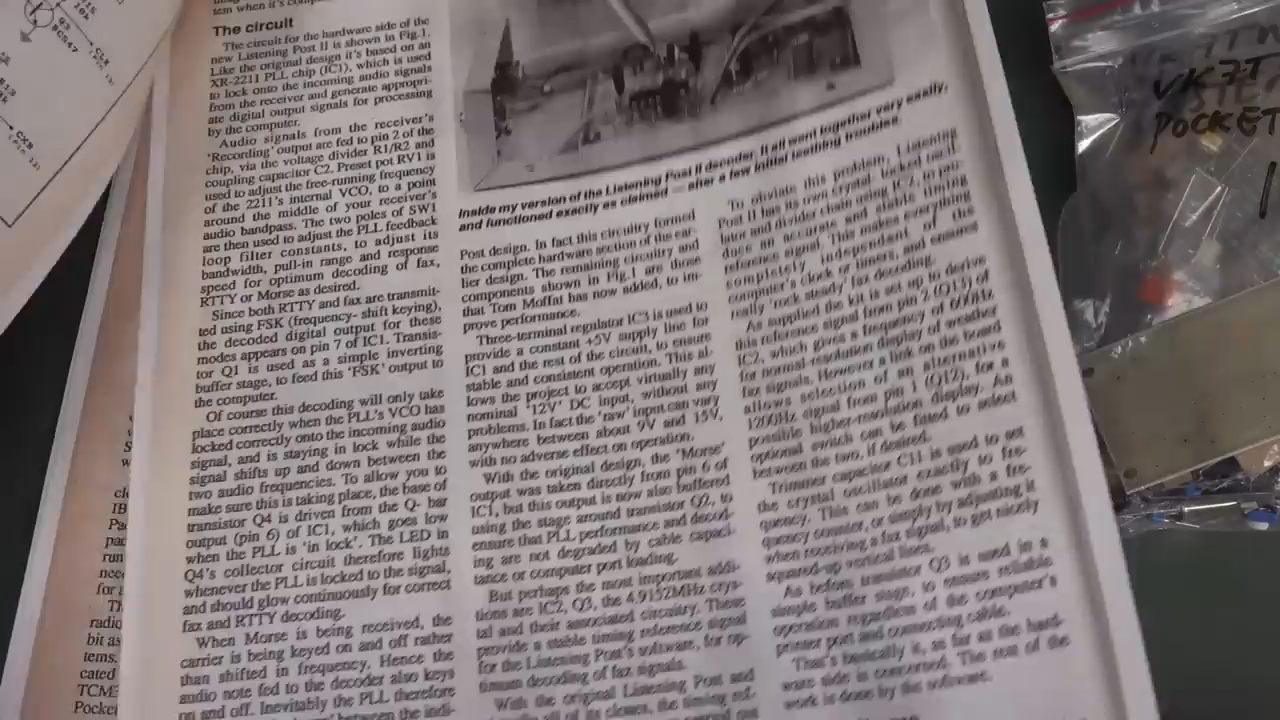 The circuit
The circuit for the hardware side of the
new Listening Post II is shown in Fig.1.
Like the original design it's based on an
XR-2211 PLL chip (IC1), which is used
to lock onto the incoming audio signals
from the receiver and generate appropri-
ate digital output signals for processing
by the computer.
Audio signals from the receiver's
'Recording' output are fed to pin 2 of the
chip, via the voltage divider R1/R2 and
coupling capacitor C2. Preset pot RV1 is
used to adjust the free-running frequency
of the 2211's internal VCO, to a point
around the middle of your receiver's
audio bandpass. The two poles of SW1
are then used to adjust the PLL feedback
loop filter constants, to adjust its
bandwidth, pull-in range and response
speed for optimum decoding of fax,
RTTY or Morse as desired.
Since both RTTY and fax are transmit-
ted using FSK (frequency- shift keying),
the decoded digital output for these
modes appears on pin 7 of IC1. Transis-
tor Q1 is used as a simple inverting
buffer stage, to feed this 'FSK' output to
the computer.
Of course this decoding will only take
place correctly when the PLL's VCO has
locked correctly onto the incoming audio
signal, and is staying in lock while the
signal shifts up and down between the
two audio frequencies. To allow you to
make sure this is taking place, the base of
transistor Q4 is driven from the Q- bar
output (pin 6) of IC1, which goes low
when the PLL is 'in lock'. The LED in
Q4's collector circuit therefore lights
whenever the PLL is locked to the signal,
and should glow continuously for correct
fax and RTTY decoding.
When Morse is being received, the
carrier is being keyed on and off rather
than shifted in frequency. Hence the
audio note fed to the decoder also keys
on and off. Inevitably the PLL therefore
between the indi-
Inside my version of the Listening Post II decoder. It all went together very easily,
and functioned exactly as claimed — after a few initial teething troubles.
Post design. In fact this circuitry formed
the complete hardware section of the ear-
lier design. The remaining circuitry and
components shown in Fig.1 are those
that Tom Moffat has now added, to im-
prove performance.
Three-terminal regulator IC3 is used to
provide a constant +5V supply line for
IC1 and the rest of the circuit, to ensure
stable and consistent operation. This al-
lows the project to accept virtually any
nominal '12V' DC input, without any
problems. In fact the 'raw' input can vary
anywhere between about 9V and 15V,
with no adverse effect on operation.
With the original design, the 'Morse'
output was taken directly from pin 6 of
IC1, but this output is now also buffered
using the stage around transistor Q2, to
ensure that PLL performance and decod-
ing are not degraded by cable capaci-
tance or computer port loading.
But perhaps the most important addi-
tions are IC2, Q3, the 4.9152MHz crys-
tal and their associated circuitry. These
provide a stable timing reference signal
for the Listening Post's software, for op-
timum decoding of fax signals.
With the original Listening Post and
To obviate this problem, Listening
Post II has its own crystal- locked oscil-
lator and divider chain using IC2, to pro-
duce an accurate and stable timing
reference signal. This makes everything
completely independent of the
computer's clock or timers, and ensures
really 'rock steady' fax decoding.
As supplied the kit is set up to derive
this reference signal from pin 2 (Q13) of
IC2, which gives a frequency of 600Hz
for normal-resolution display of weather
fax signals. However a link on the board
allows selection of an alternative
1200Hz signal from pin 1 (Q12), for a
possible higher-resolution display. An
optional switch can be fitted to select
between the two, if desired.
Trimmer capacitor C11 is used to set
the crystal oscillator exactly to fre-
quency. This can be done with a fre-
quency counter, or simply by adjusting it
when receiving a fax signal, to get nicely
squared-up vertical lines.
As before transistor Q3 is used in a
simple buffer stage, to ensure reliable
operation regardless of the computer's
printer port and connecting cable.
That's basically it, as far as the hard-
ware side is concerned. The rest of the
work is done by the software.
Q3
BC547
10k
IB
run
nee
for
radio
bit as
tems.
cated
TCM
Pocke
VK7T
POCKET